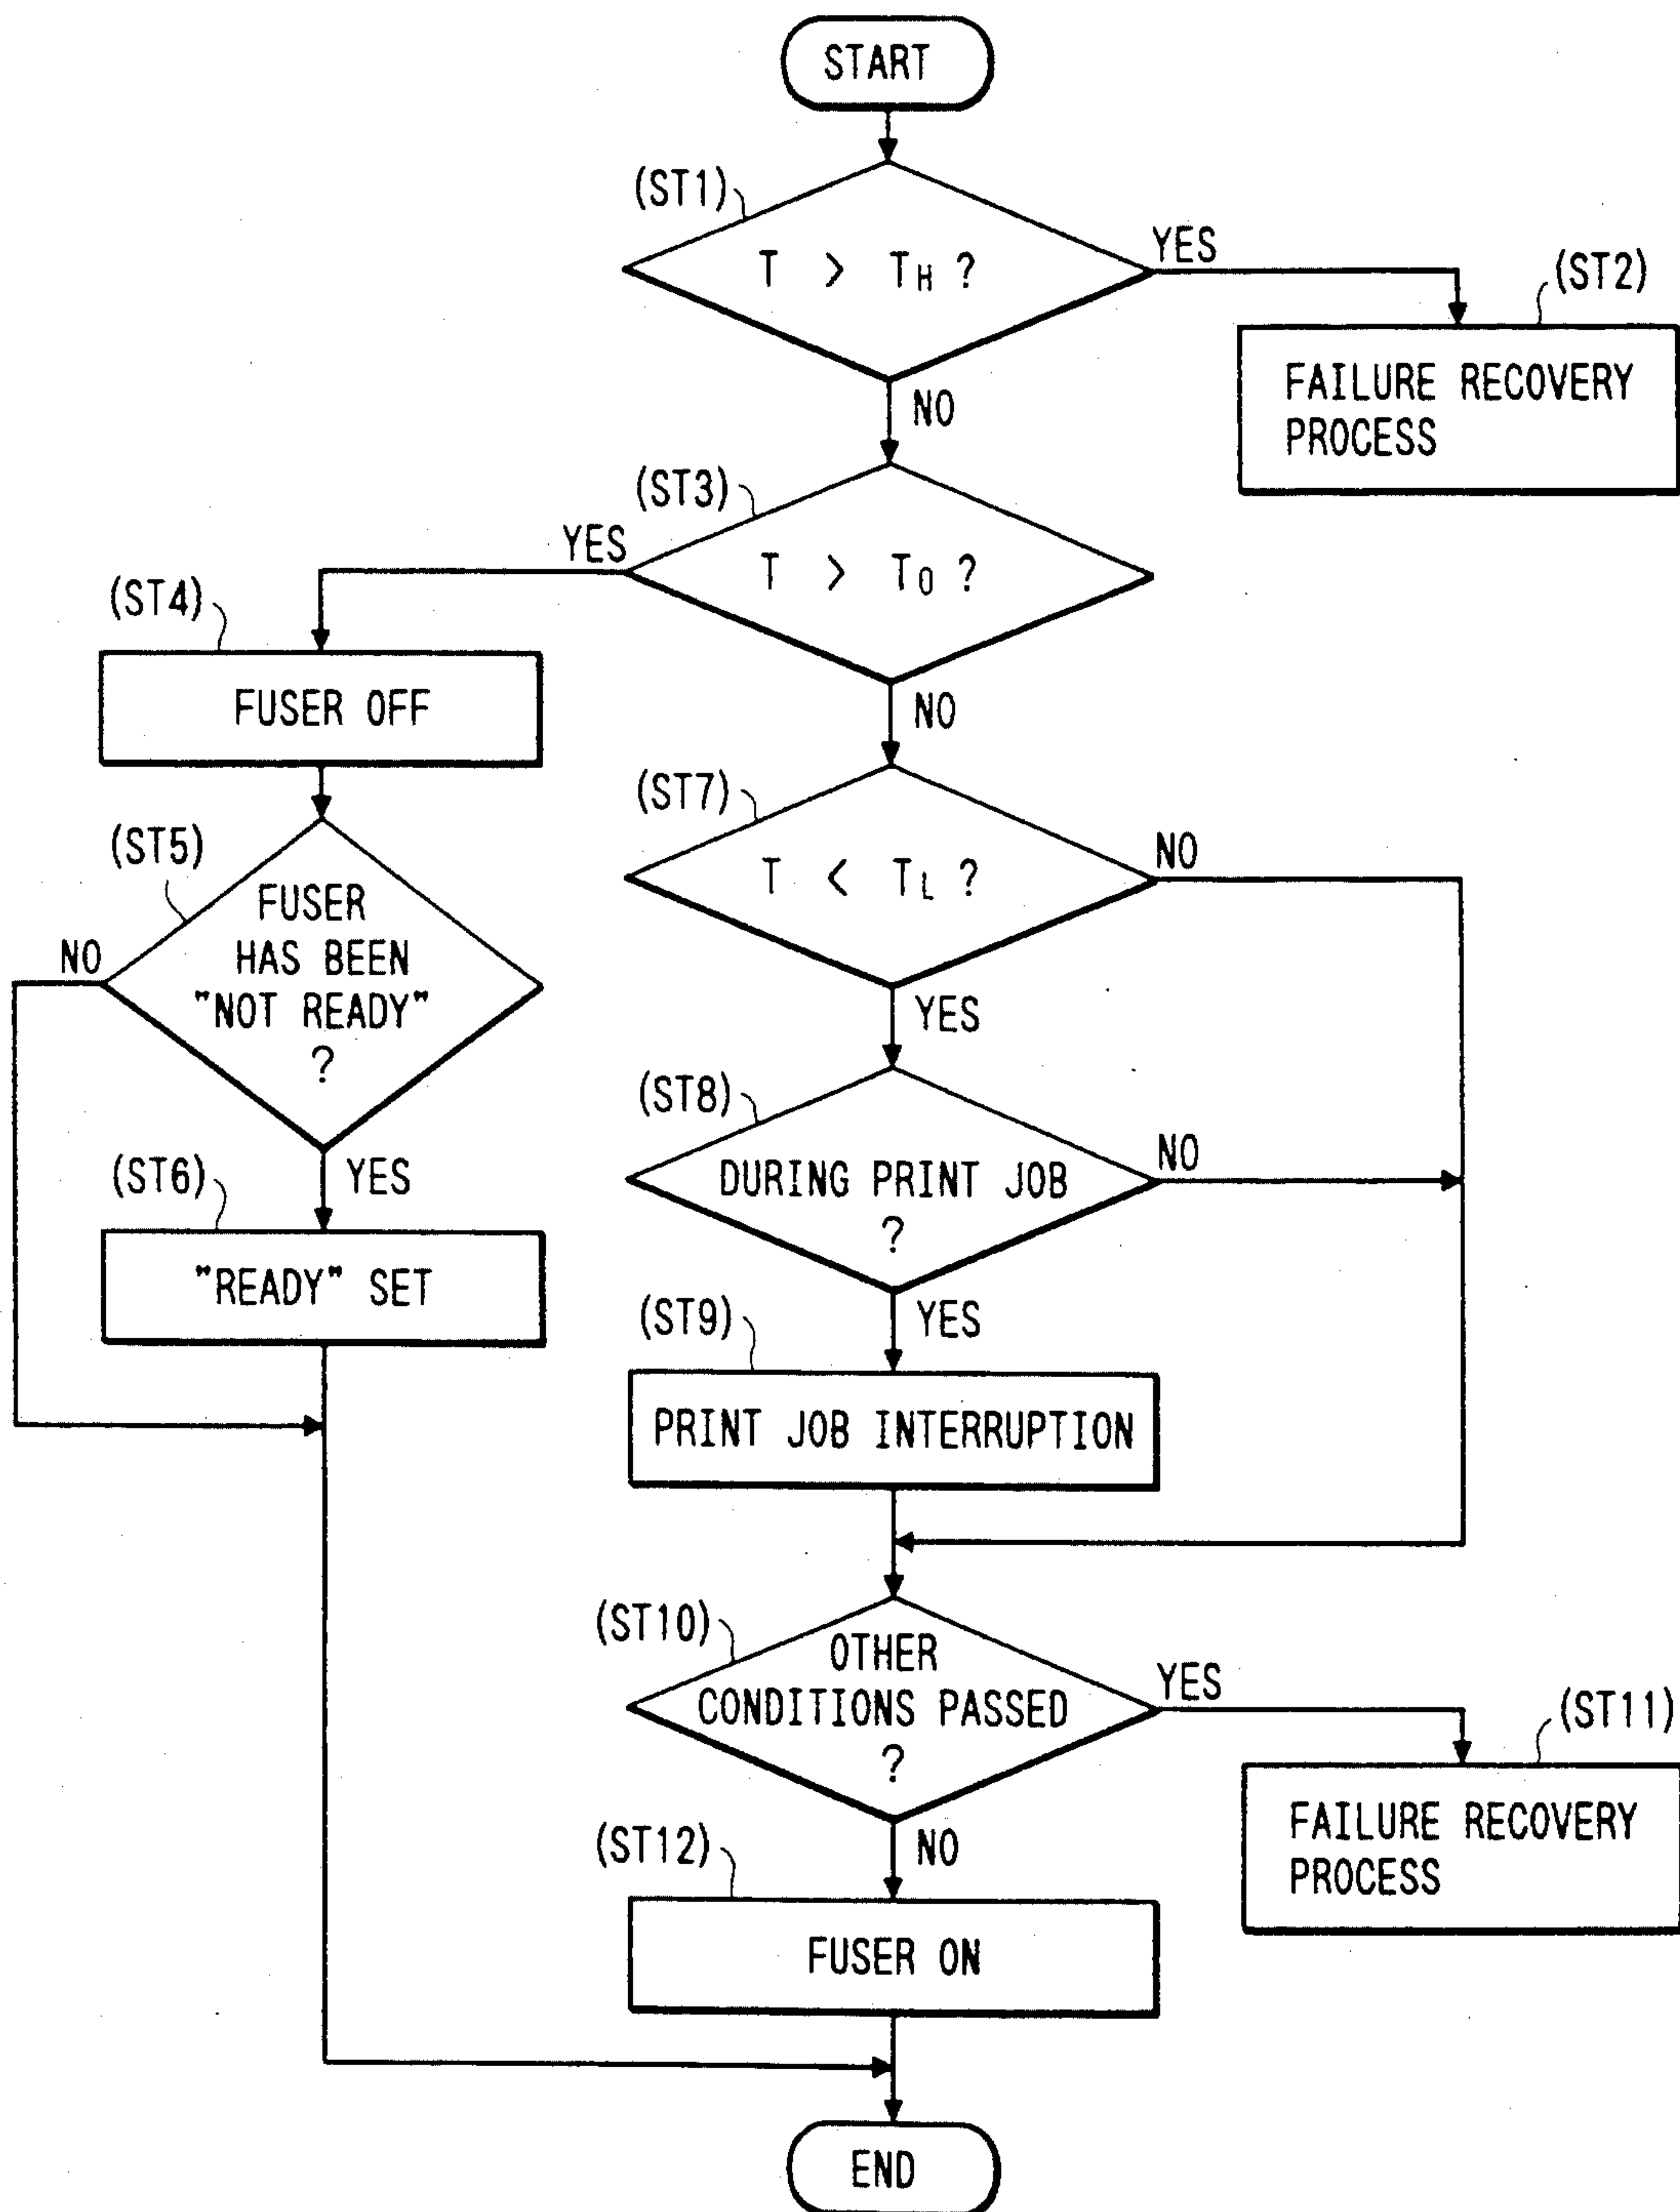 START
(ST1)
T > TH ?
YES
(ST2)
FAILURE RECOVERY
PROCESS
NO
(ST3)
T > T0 ?
YES
(ST4)
FUSER OFF
NO
(ST5)
FUSER
HAS BEEN
"NOT READY"
?
NO
(ST7)
T < TL ?
NO
YES
(ST6)
YES
"READY" SET
(ST8)
DURING PRINT JOB
?
NO
YES
(ST9)
PRINT JOB INTERRUPTION
(ST10)
OTHER
CONDITIONS PASSED
?
YES
(ST11)
FAILURE RECOVERY
PROCESS
NO
(ST12)
FUSER ON
END